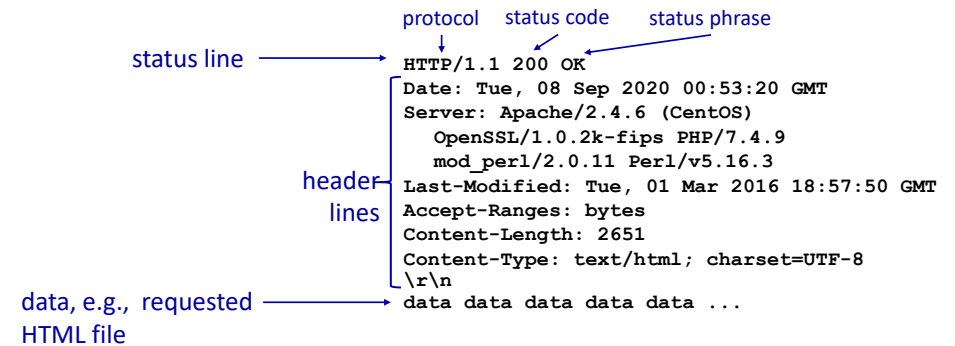 protocol status code status phrase
status line
HTTP/1.1 200 OK
Date: Tue, 08 Sep 2020 00:53:20 GMT
Server: Apache/2.4.6 (CentOS)
OpenSSL/1.0.2k-fips PHP/7.4.9
mod_perl/2.0.11 Perl/v5.16.3
header
lines
Last-Modified: Tue, 01 Mar 2016 18:57:50 GMT
Accept-Ranges: bytes
Content-Length: 2651
Content-Type: text/html; charset=UTF-8
\r\n
data, e.g., requested
HTML file
data data data data data ...